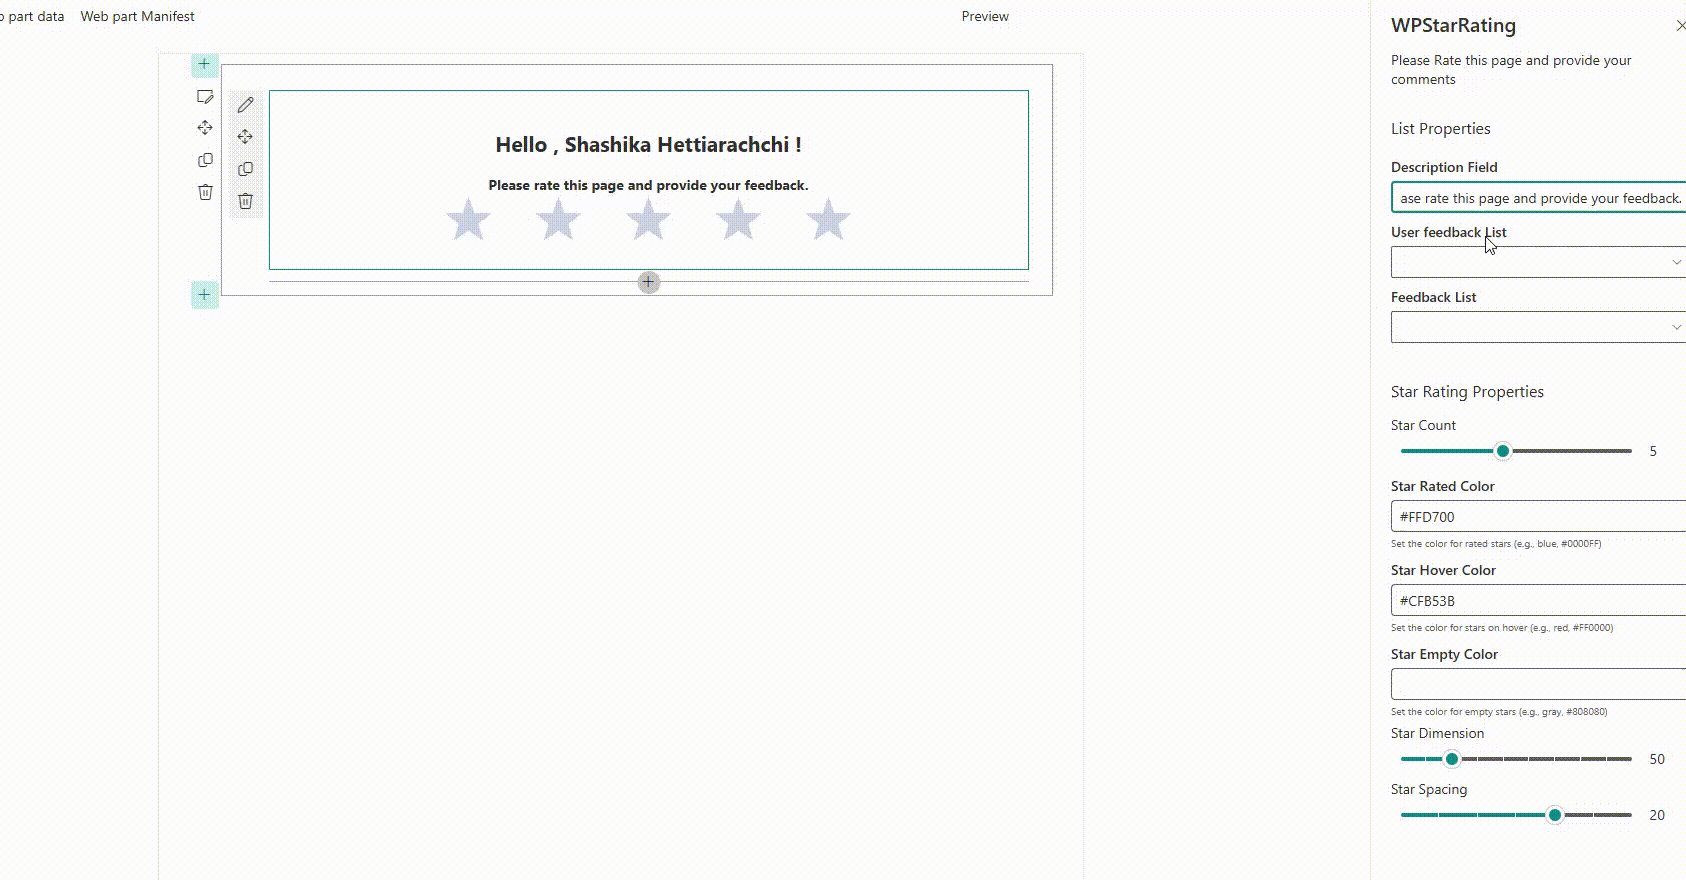 part data
Web part Manifest
Preview
Hello , Shashika Hettiarachchi !
Please rate this page and provide your feedback.
WPStarRating
Please Rate this page and provide your
comments
List Properties
Description Field
ase rate this page and provide your feedback.
User feedback List
Feedback List
Star Rating Properties
Star Count
5
Star Rated Color
#FFD700
Set the color for rated stars (e.g., blue, #0000FF)
Star Hover Color
#CFB53B
Set the color for stars on hover (e.g., red, #FF0000)
Star Empty Color
Set the color for empty stars (e.g., gray, #808080)
Star Dimension
50
Star Spacing
20